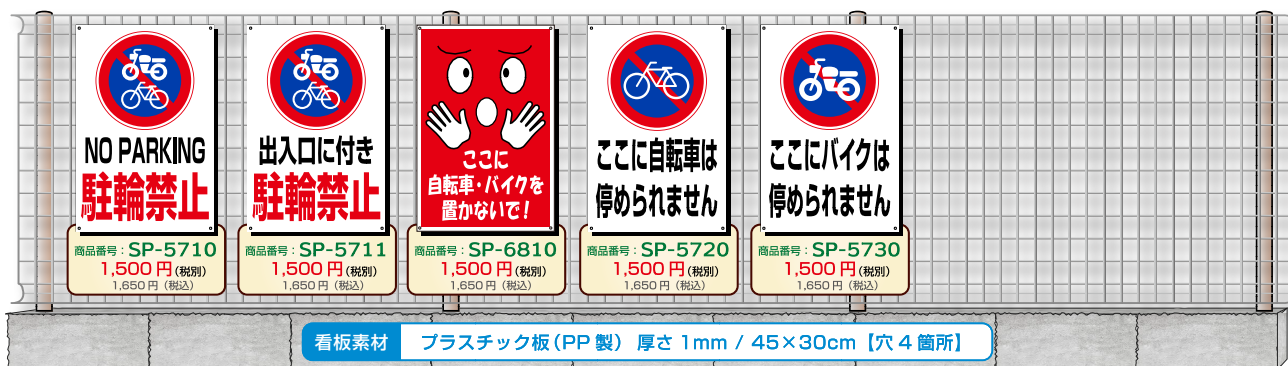 NO PARKING
駐輪禁止
商品番号：SP-5710
1,500円(税別)
1,650円（税込）
出入口に付き
駐輪禁止
商品番号：SP-5711
1,500円(税別)
1,650円（税込）
ここに
自転車・バイクを
置かないで！
商品番号：SP-6810
1,500円(税別)
1,650円（税込）
ここに自転車は
停められません
商品番号：SP-5720
1,500円(税別)
1,650円（税込）
ここにバイクは
停められません
商品番号：SP-5730
1,500円(税別)
1,650円（税込）
看板素材 プラスチック板（PP製） 厚さ 1mm / 45×30cm【穴4箇所】